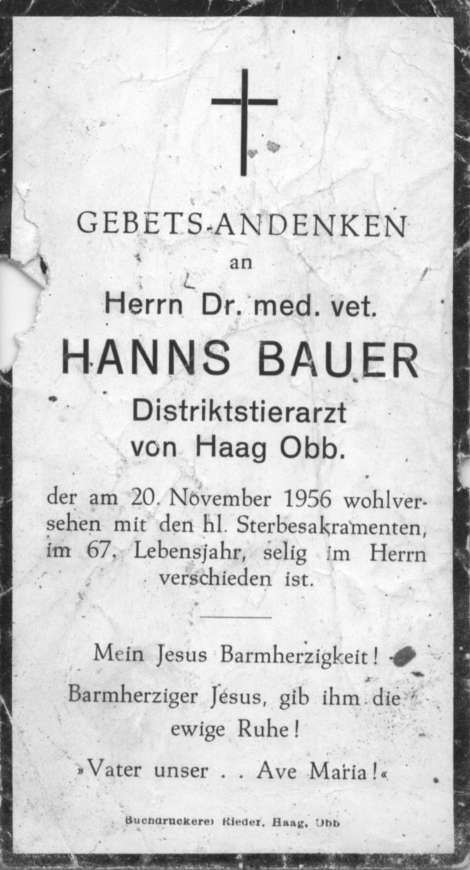 GEBETS-ANDENKEN
an
Herrn Dr. med. vet.
HANNS BAUER
Distriktstierarzt
von Haag Obb.
der am 20. November 1956 wohlver-
sehen mit den hl. Sterbesakramenten,
im 67. Lebensjahr, selig im Herrn
verschieden ist.
Mein Jesus Barmherzigkeit!
Barmherziger Jesus, gib ihm die
ewige Ruhe!
»Vater unser . . Ave Maria!«
Buchdruckerei Rieder, Haag, Obb